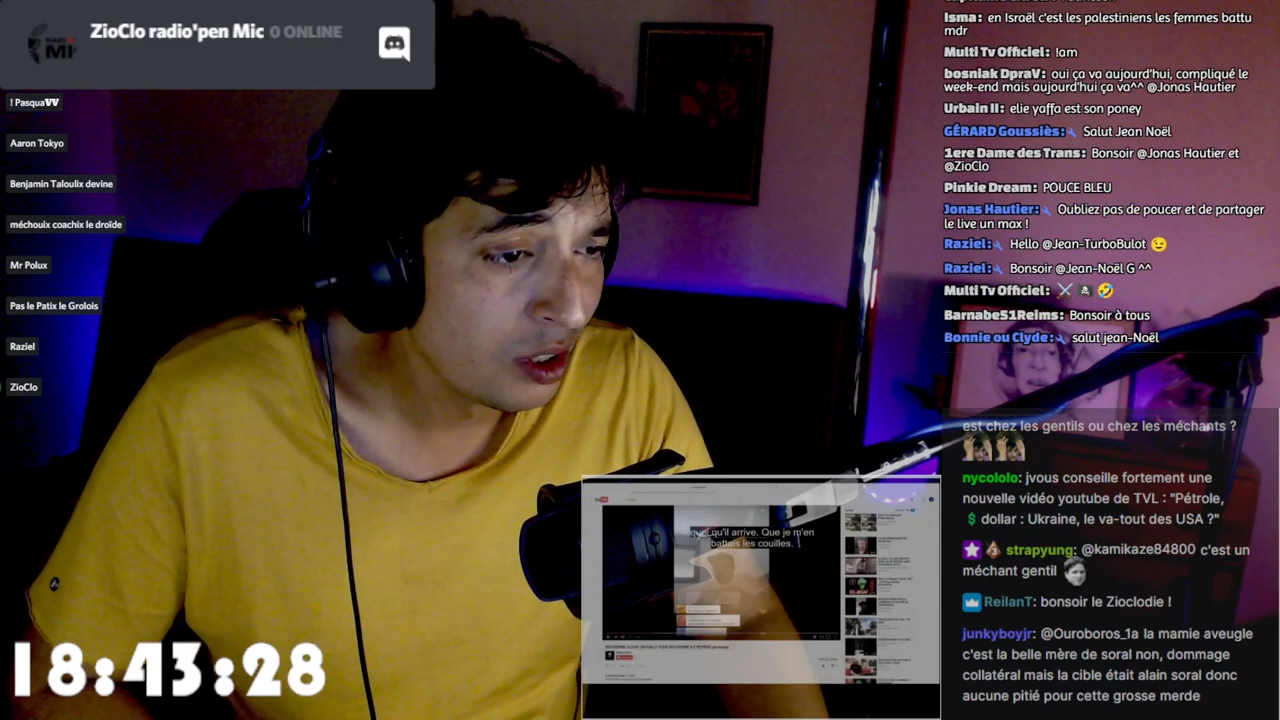 ZioClo radio'pen Mic 0 ONLINE
MI
! PasquaVV
Aaron Tokyo
Benjamin Taloulix devine
méchouix coachix le droïde
Mr Polux
Pas le Patix le Grolois
Raziel
ZioClo
18:43:28
Isma: en Israël c'est les palestiniens les femmes battu
mdr
Multi Tv Officiel: !am
bosniak DpraV: oui ça va aujourd'hui, compliqué le
week-end mais aujourd'hui ça va^^ @Jonas Hautier
Urbain II: elie yaffa est son poney
GÉRARD Goussiès: Salut Jean Noël
1ere Dame des Trans: Bonsoir @Jonas Hautier et
@ZioClo
Pinkie Dream: POUCE BLEU
Jonas Hautier: Oubliez pas de poucer et de partager
le live un max !
Raziel: Hello @Jean-TurboBulot 😉
Raziel: Bonsoir @Jean-Noël G ^^
Multi Tv Officiel: ⚔️ 🏴‍☠️ 🤣
Barnabe51Reims: Bonsoir à tous
Bonnie ou Clyde: salut jean-Noël
est chez les gentils ou chez les méchants ?
nycololo: jvous conseille fortement une
nouvelle vidéo youtube de TVL : "Pétrole,
$ dollar : Ukraine, le va-tout des USA ?"
strapyung: @kamikaze84800 c'est un
méchant gentil
ReilanT: bonsoir le Zioclodie !
junkyboyjr: @Ouroboros_1a la mamie aveugle
c'est la belle mère de soral non, dommage
collatéral mais la cible était alain soral donc
aucune pitié pour cette grosse merde
quoi qu'il arrive. Que je m'en
battais les couilles.